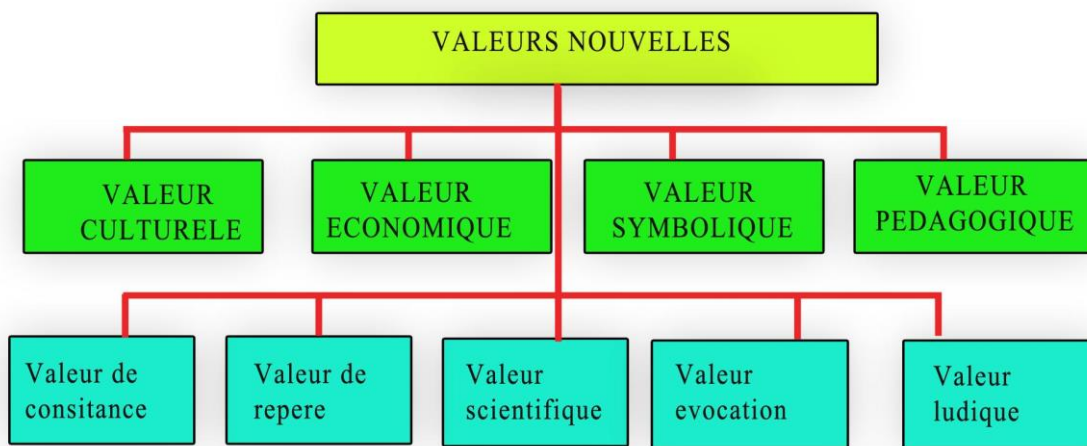 VALEURS NOUVELLES
VALEUR
CULTURELE
VALEUR
ECONOMIQUE
VALEUR
SYMBOLIQUE
VALEUR
PEDAGOGIQUE
Valeur de
consitance
Valeur de
repere
Valeur
scientifique
Valeur
evocation
Valeur
ludique